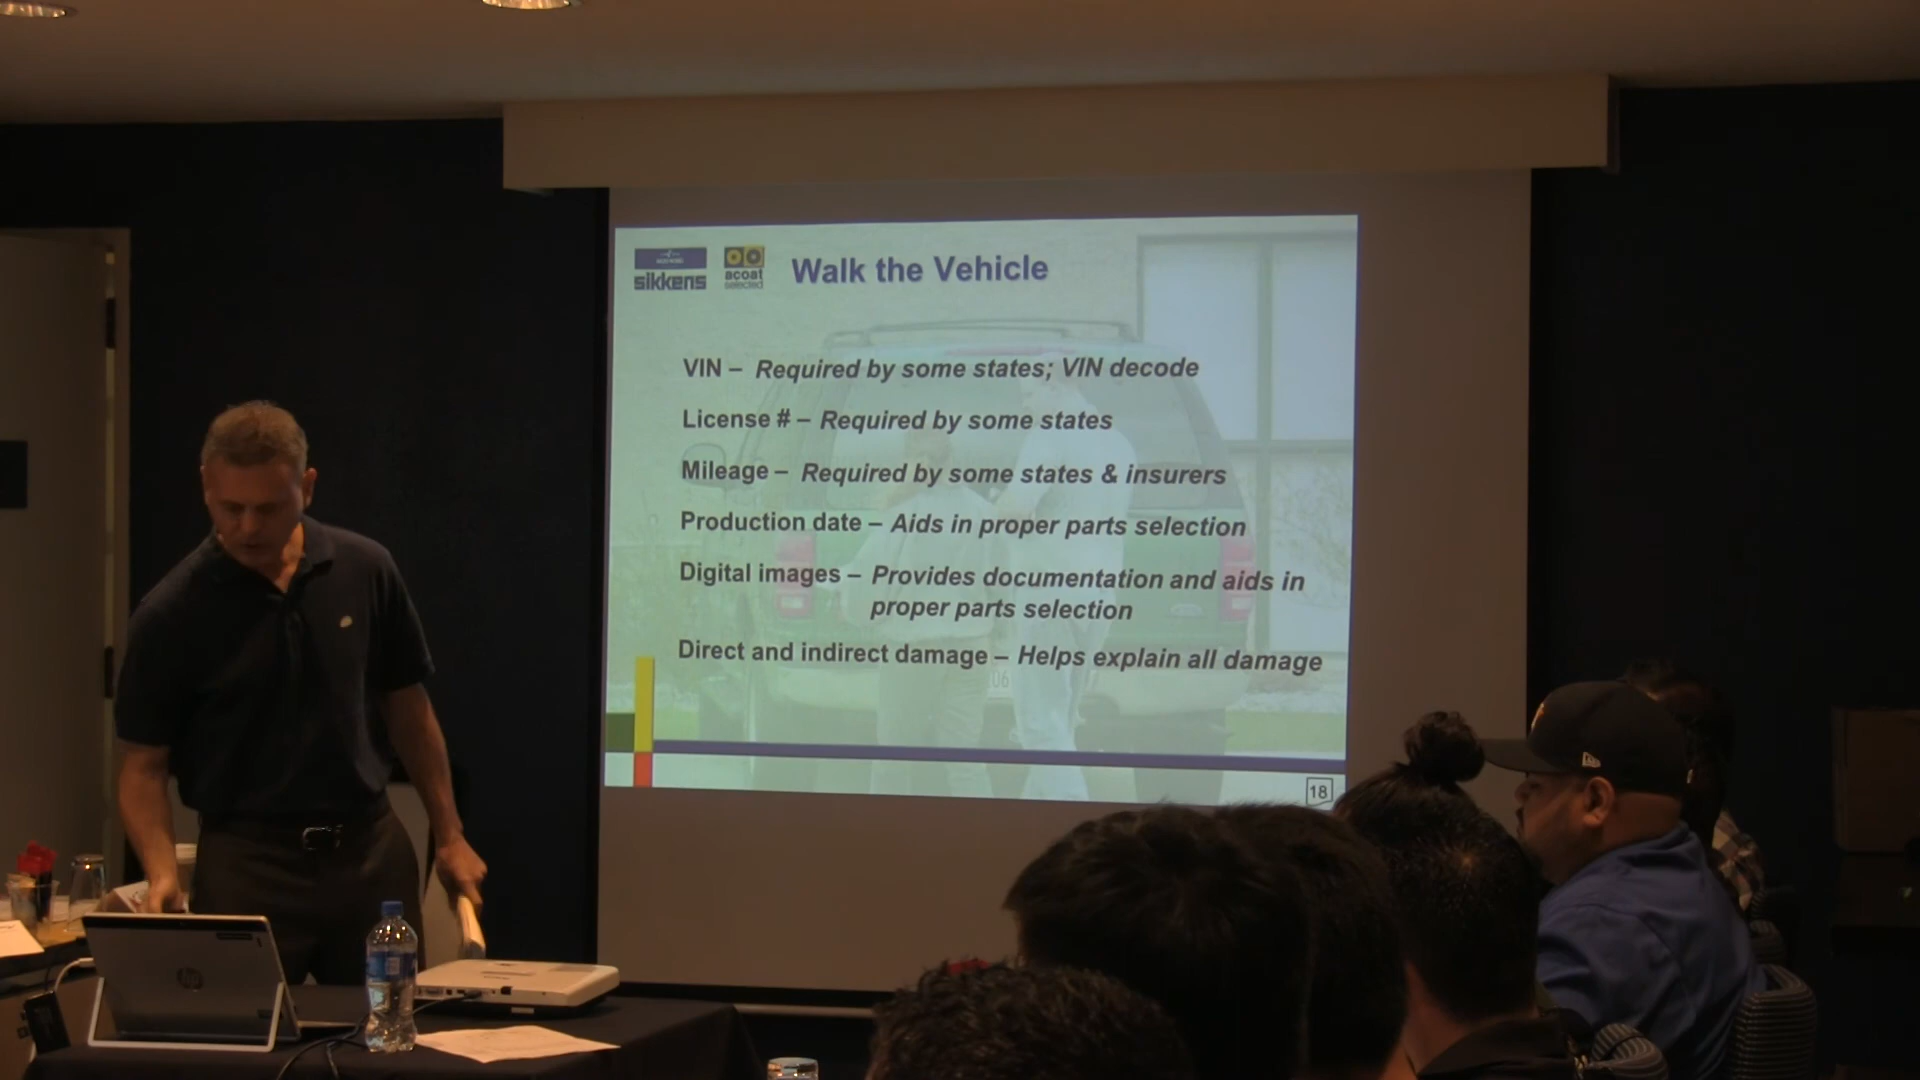 sikkens
acoat
selected
Walk the Vehicle
VIN – Required by some states; VIN decode
License # – Required by some states
Mileage – Required by some states & insurers
Production date – Aids in proper parts selection
Digital images – Provides documentation and aids in
proper parts selection
Direct and indirect damage – Helps explain all damage
06
18
hp